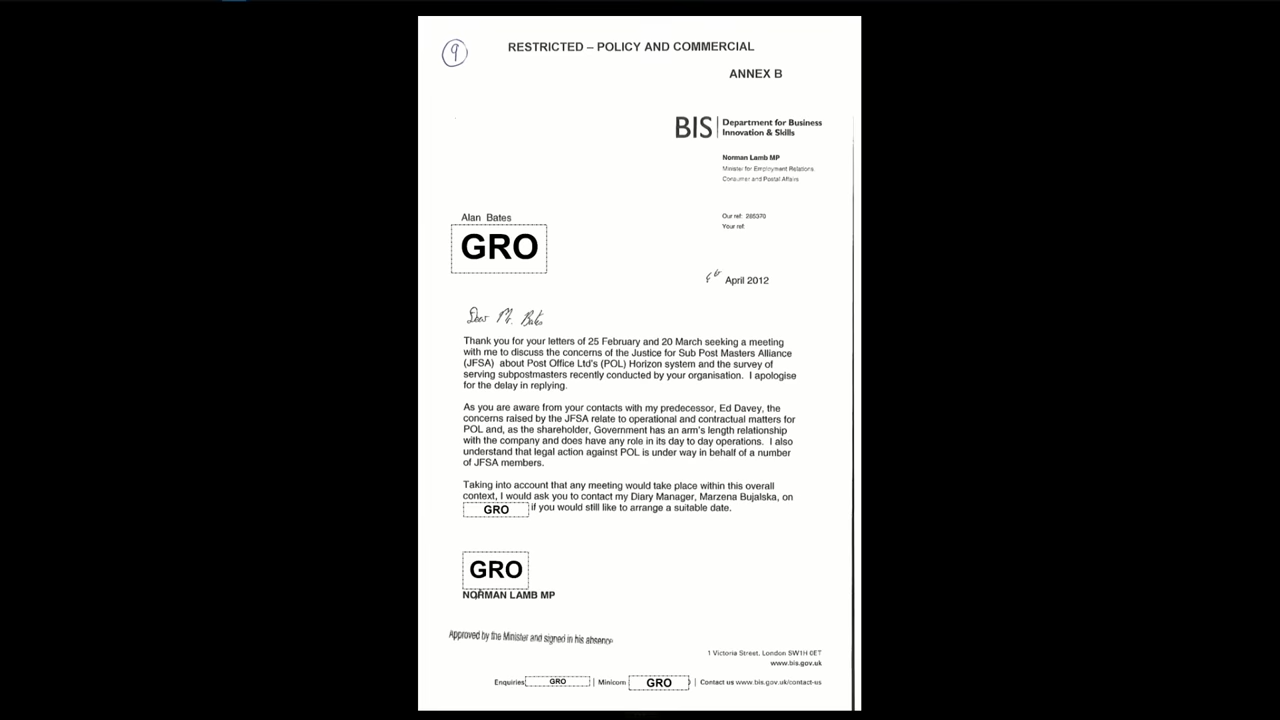 9
RESTRICTED – POLICY AND COMMERCIAL
ANNEX B
BIS | Department for Business
Innovation & Skills
Norman Lamb MP
Minister for Employment Relations
Consumer and Postal Affairs
Alan Bates
GRO
Our ref: 285370
Your ref:
April 2012
Dear Mr. Bates
Thank you for your letters of 25 February and 20 March seeking a meeting
with me to discuss the concerns of the Justice for Sub Post Masters Alliance
(JFSA) about Post Office Ltd's (POL) Horizon system and the survey of
serving subpostmasters recently conducted by your organisation. I apologise
for the delay in replying.
As you are aware from your contacts with my predecessor, Ed Davey, the
concerns raised by the JFSA relate to operational and contractual matters for
POL and, as the shareholder, Government has an arm's length relationship
with the company and does have any role in its day to day operations. I also
understand that legal action against POL is under way in behalf of a number
of JFSA members.
Taking into account that any meeting would take place within this overall
context, I would ask you to contact my Diary Manager, Marzena Bujalska, on
GRO if you would still like to arrange a suitable date.
GRO
NORMAN LAMB MP
Approved by the Minister and signed in his absence
1 Victoria Street, London SW1H 0ET
www.bis.gov.uk
Enquiries GRO | Minicom GRO ) | Contact us www.bis.gov.uk/contact-us